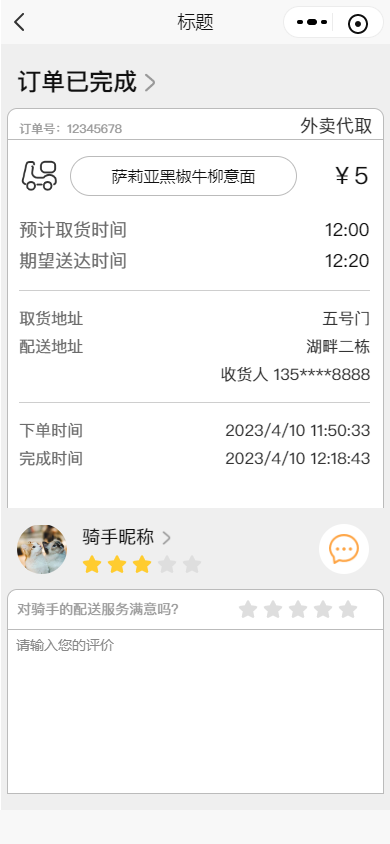 标题
订单已完成
订单号：12345678 外卖代取
萨莉亚黑椒牛柳意面 ￥5
预计取货时间 12:00
期望送达时间 12:20
取货地址 五号门
配送地址 湖畔二栋
收货人 135****8888
下单时间 2023/4/10 11:50:33
完成时间 2023/4/10 12:18:43
骑手昵称
对骑手的配送服务满意吗?
请输入您的评价